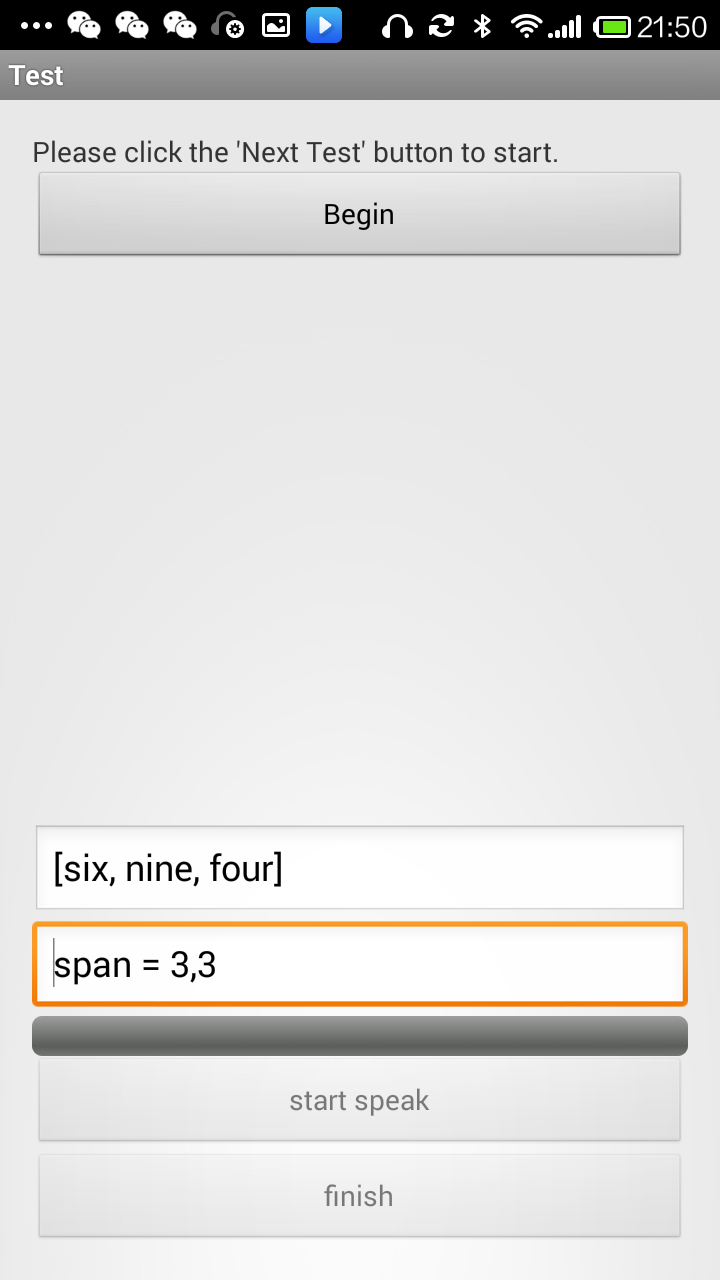 21:50
Test
Please click the 'Next Test' button to start.
Begin
[six, nine, four]
span = 3,3
start speak
finish